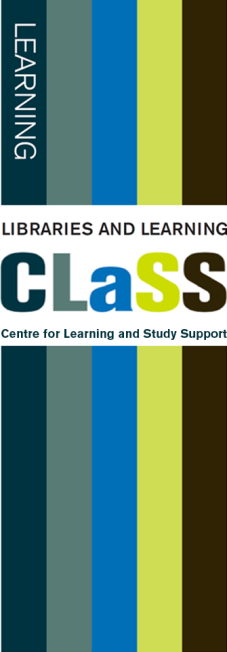 LEARNING
LIBRARIES AND LEARNING
CLaSS
Centre for Learning and Study Support